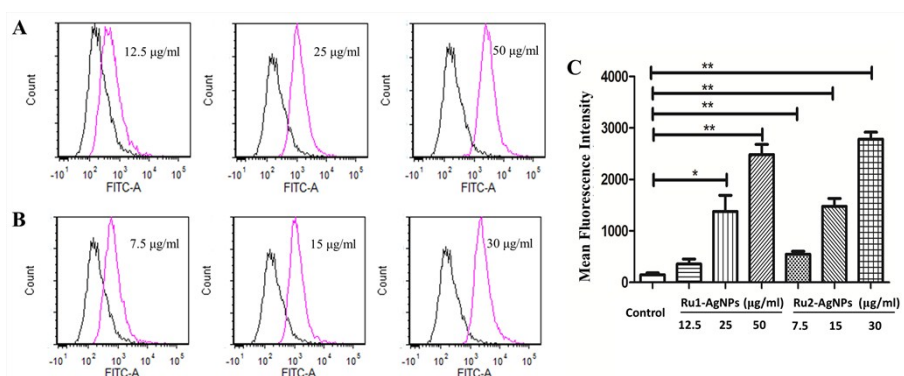 A
12.5 μg/ml
Count
-10¹ 10² 10³ 10⁴ 10⁵
FITC-A
25 μg/ml
Count
-10¹ 10² 10³ 10⁴ 10⁵
FITC-A
50 μg/ml
Count
-10¹ 10² 10³ 10⁴ 10⁵
FITC-A
B
7.5 μg/ml
Count
-10¹ 10² 10³ 10⁴ 10⁵
FITC-A
15 μg/ml
Count
-10¹ 10² 10³ 10⁴ 10⁵
FITC-A
30 μg/ml
Count
-10¹ 10² 10³ 10⁴ 10⁵
FITC-A
C
Mean Fluorescence Intensity
4000
3000
2000
1000
0
**
**
**
**
*
Control
Ru1-AgNPs (μg/ml) Ru2-AgNPs (μg/ml)
12.5 25 50 7.5 15 30